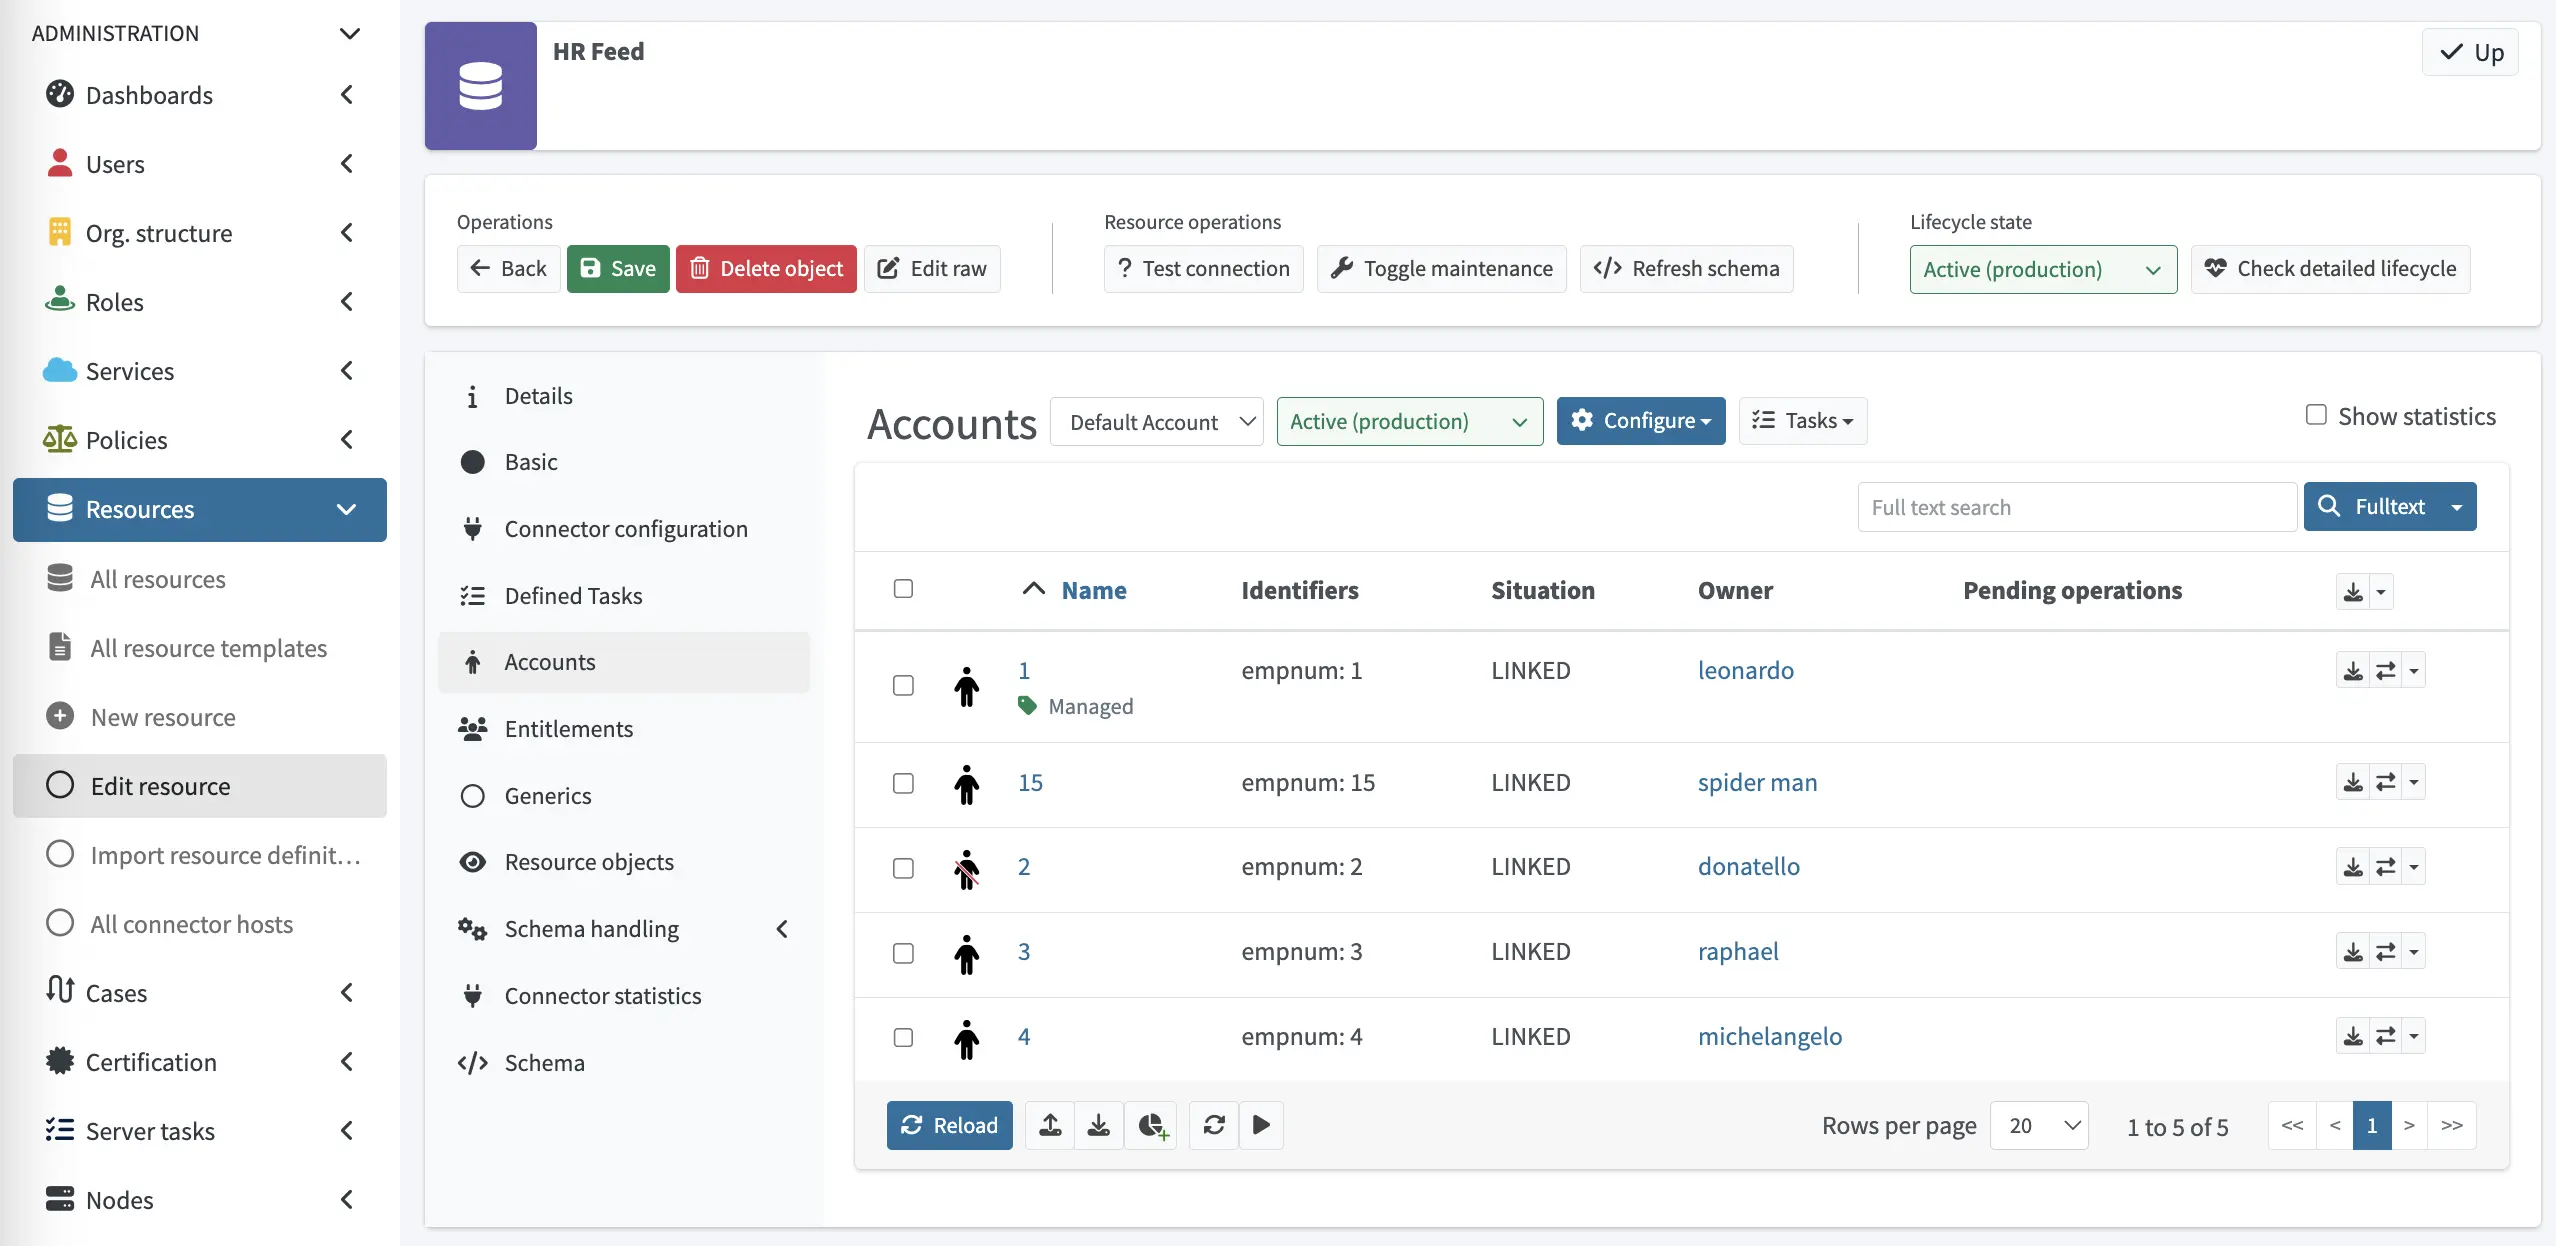 ADMINISTRATION
Dashboards
Users
Org. structure
Roles
Services
Policies
Resources
All resources
All resource templates
New resource
Edit resource
Import resource definit…
All connector hosts
Cases
Certification
Server tasks
Nodes
HR Feed
Up
Operations
Back
Save
Delete object
Edit raw
Resource operations
? Test connection
Toggle maintenance
</> Refresh schema
Lifecycle state
Active (production)
Check detailed lifecycle
Details
Basic
Connector configuration
Defined Tasks
Accounts
Entitlements
Generics
Resource objects
Schema handling
Connector statistics
</> Schema
Accounts
Default Account
Active (production)
Configure
Tasks
Show statistics
Full text search
Fulltext
Name Identifiers Situation Owner Pending operations
1 empnum: 1 LINKED leonardo
Managed
15 empnum: 15 LINKED spider man
2 empnum: 2 LINKED donatello
3 empnum: 3 LINKED raphael
4 empnum: 4 LINKED michelangelo
Reload
Rows per page 20 1 to 5 of 5 << < 1 > >>